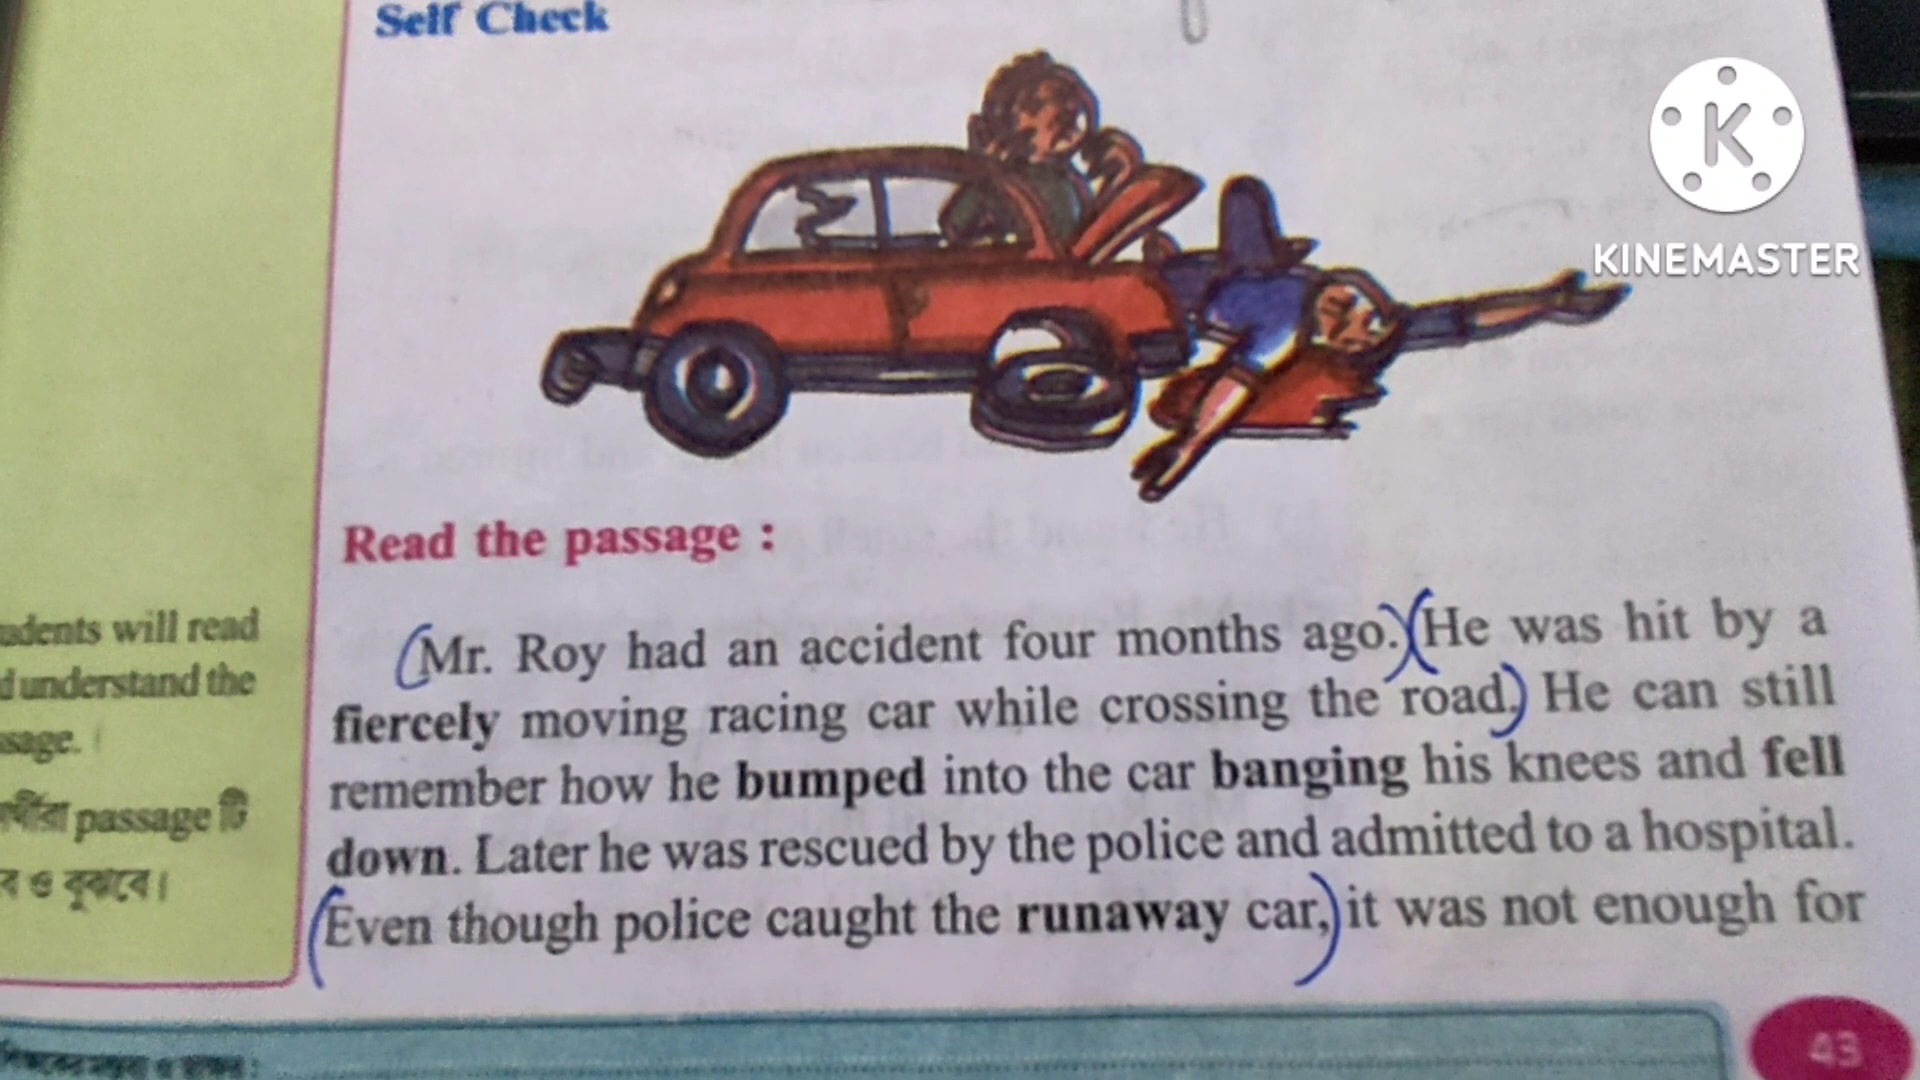 Self Check
K
KINEMASTER
Read the passage :
(Mr. Roy had an accident four months ago.)(He was hit by a
fiercely moving racing car while crossing the road.) He can still
remember how he bumped into the car banging his knees and fell
down. Later he was rescued by the police and admitted to a hospital.
(Even though police caught the runaway car,) it was not enough for
will read
understand the
passage টি
ও বুঝবে।
43